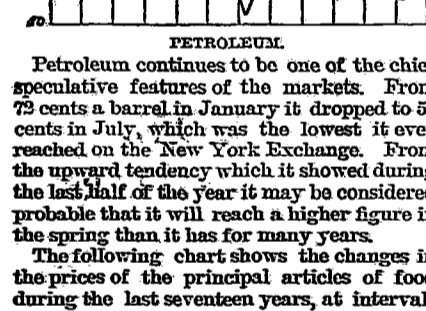 80.
PETROLEUM.
Petroleum continues to be one of the chie
speculative features of the markets. From
72 cents a barrel in January it dropped to 5
cents in July, which was the lowest it eve
reached on the New York Exchange. From
the upward tendency which it showed during
the last half of the year it may be considere
probable that it will reach a higher figure i
the spring than it has for many years.
The following chart shows the changes i
the prices of the principal articles of foo
during the last seventeen years, at interval